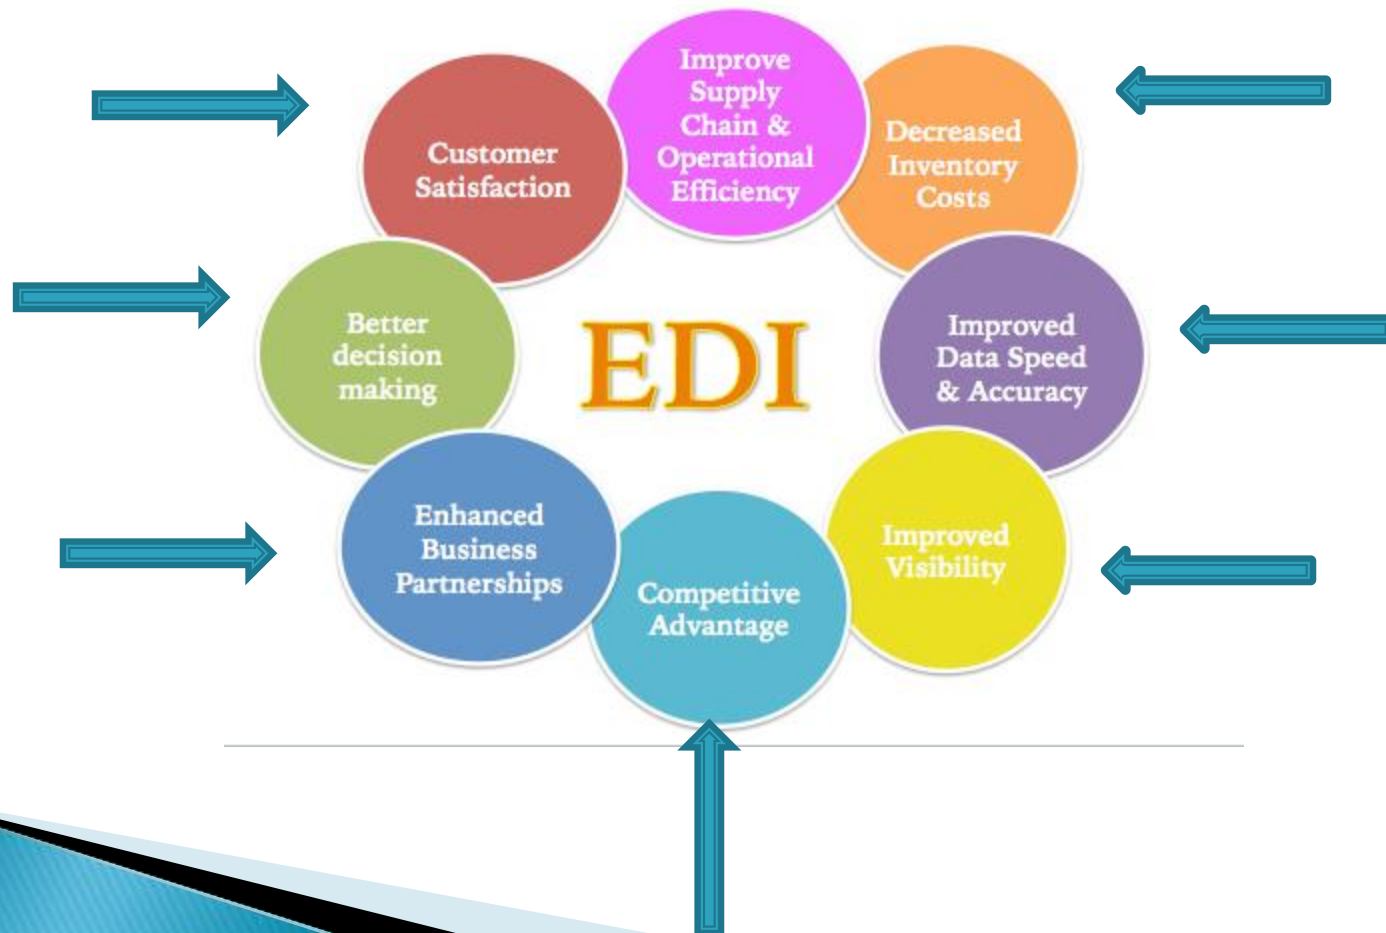 Improve
Supply
Chain &
Operational
Efficiency
Customer
Satisfaction
Decreased
Inventory
Costs
Better
decision
making
EDI
Improved
Data Speed
& Accuracy
Enhanced
Business
Partnerships
Competitive
Advantage
Improved
Visibility